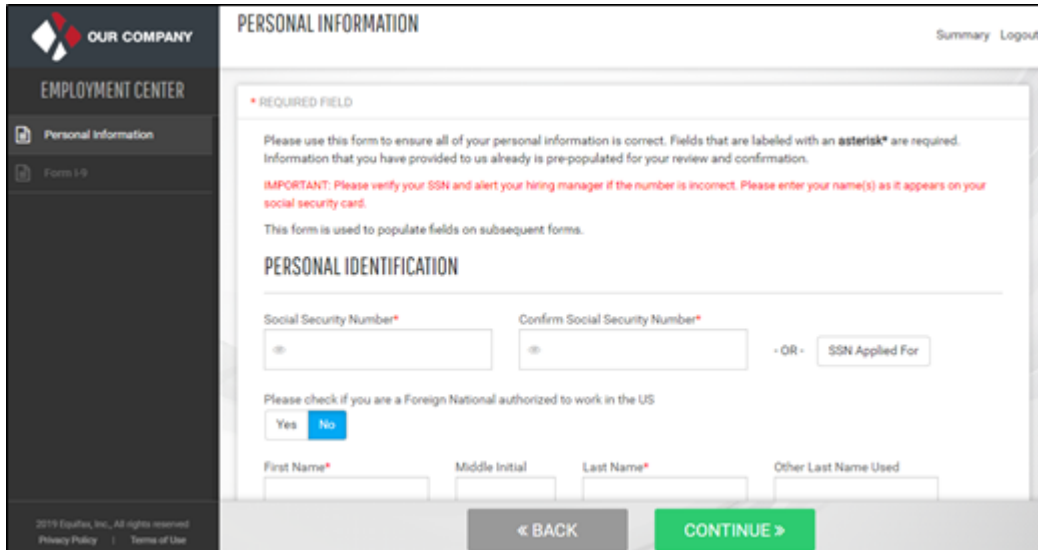 OUR COMPANY
PERSONAL INFORMATION
Summary Logout
EMPLOYMENT CENTER
Personal Information
Form I-9
* REQUIRED FIELD
Please use this form to ensure all of your personal information is correct. Fields that are labeled with an asterisk* are required.
Information that you have provided to us already is pre-populated for your review and confirmation.
IMPORTANT: Please verify your SSN and alert your hiring manager if the number is incorrect. Please enter your name(s) as it appears on your
social security card.
This form is used to populate fields on subsequent forms.
PERSONAL IDENTIFICATION
Social Security Number* Confirm Social Security Number*
- OR - SSN Applied For
Please check if you are a Foreign National authorized to work in the US
Yes No
First Name* Middle Initial Last Name* Other Last Name Used
2019 Equifax, Inc., All rights reserved
Privacy Policy | Terms of Use
« BACK CONTINUE »